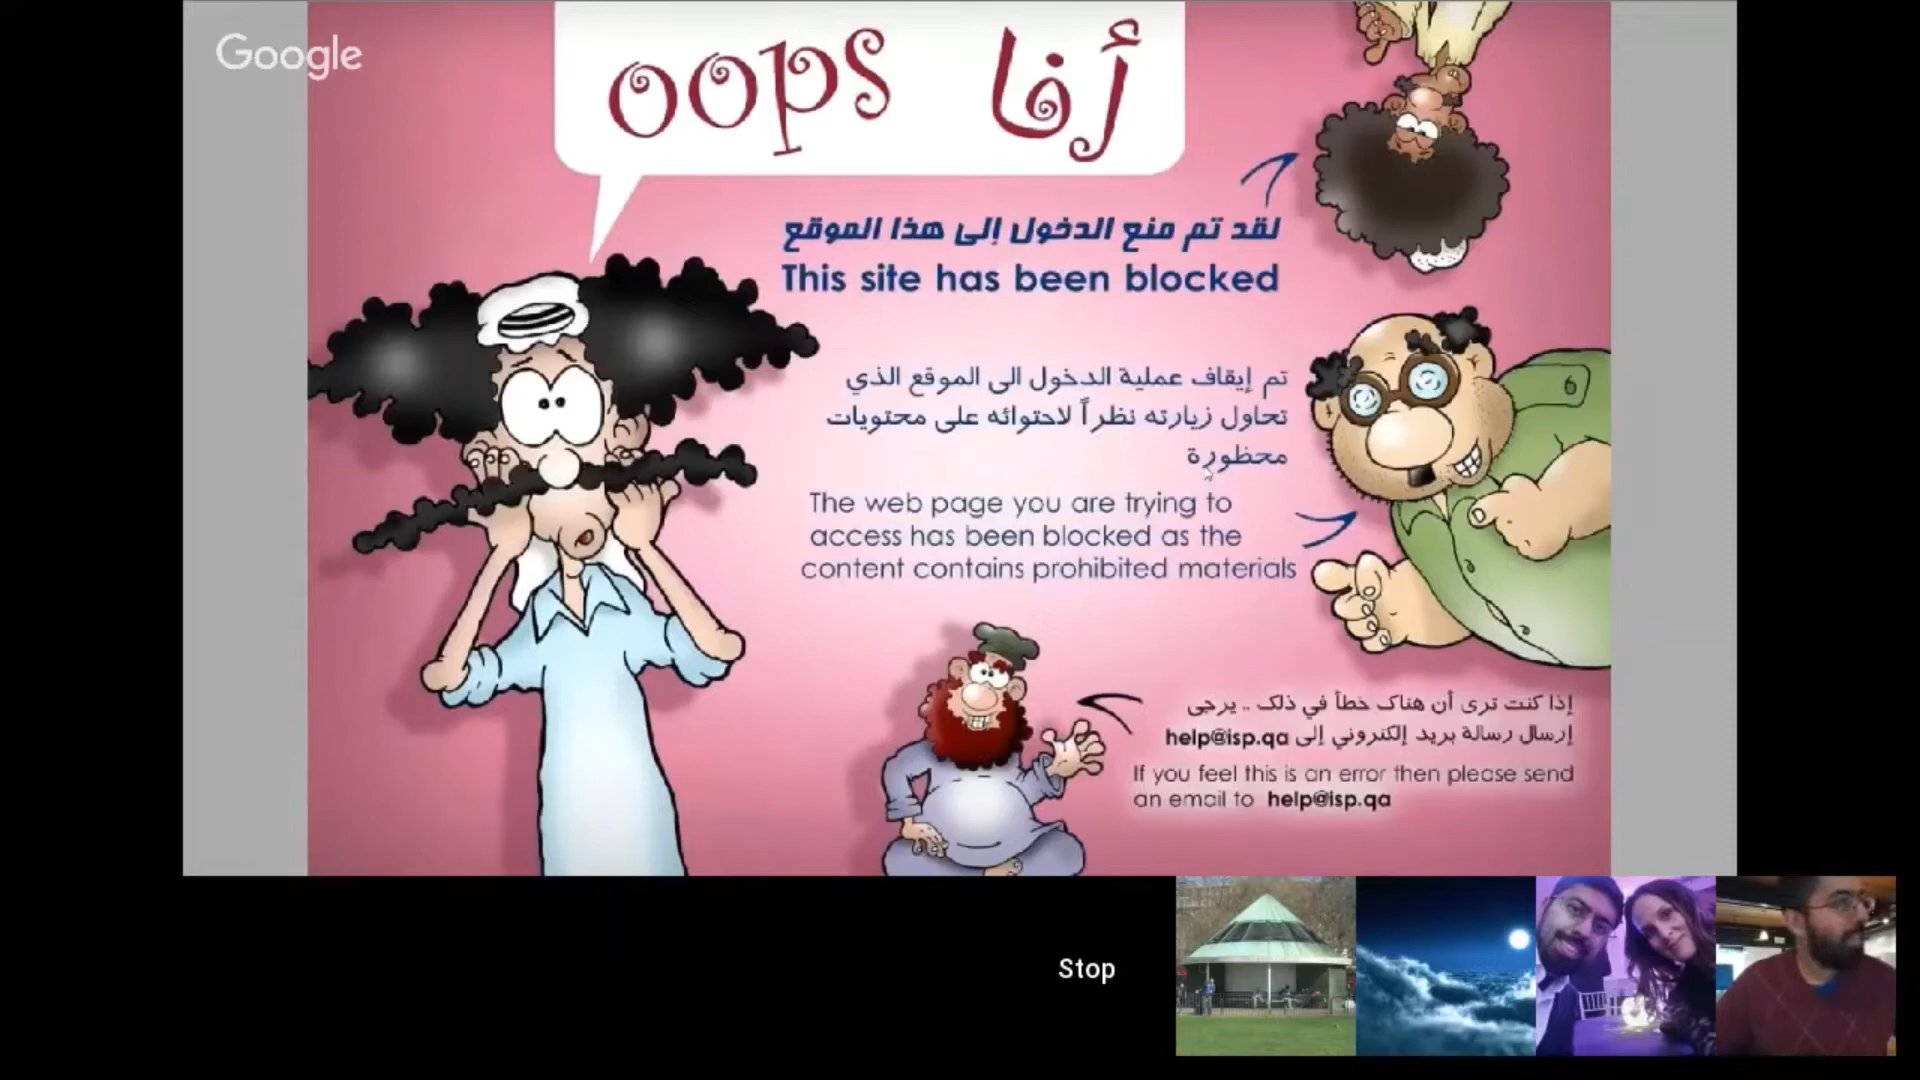 Google
oops أفا
لقد تم منع الدخول إلى هذا الموقع
This site has been blocked
تم إيقاف عملية الدخول الى الموقع الذي
تحاول زيارته نظراً لاحتوائه على محتويات
محظورة
The web page you are trying to
access has been blocked as the
content contains prohibited materials
إذا كنت ترى أن هناك خطأ في ذلك .. يرجى
إرسال رسالة بريد إلكتروني إلى help@isp.qa
If you feel this is an error then please send
an email to help@isp.qa
Stop